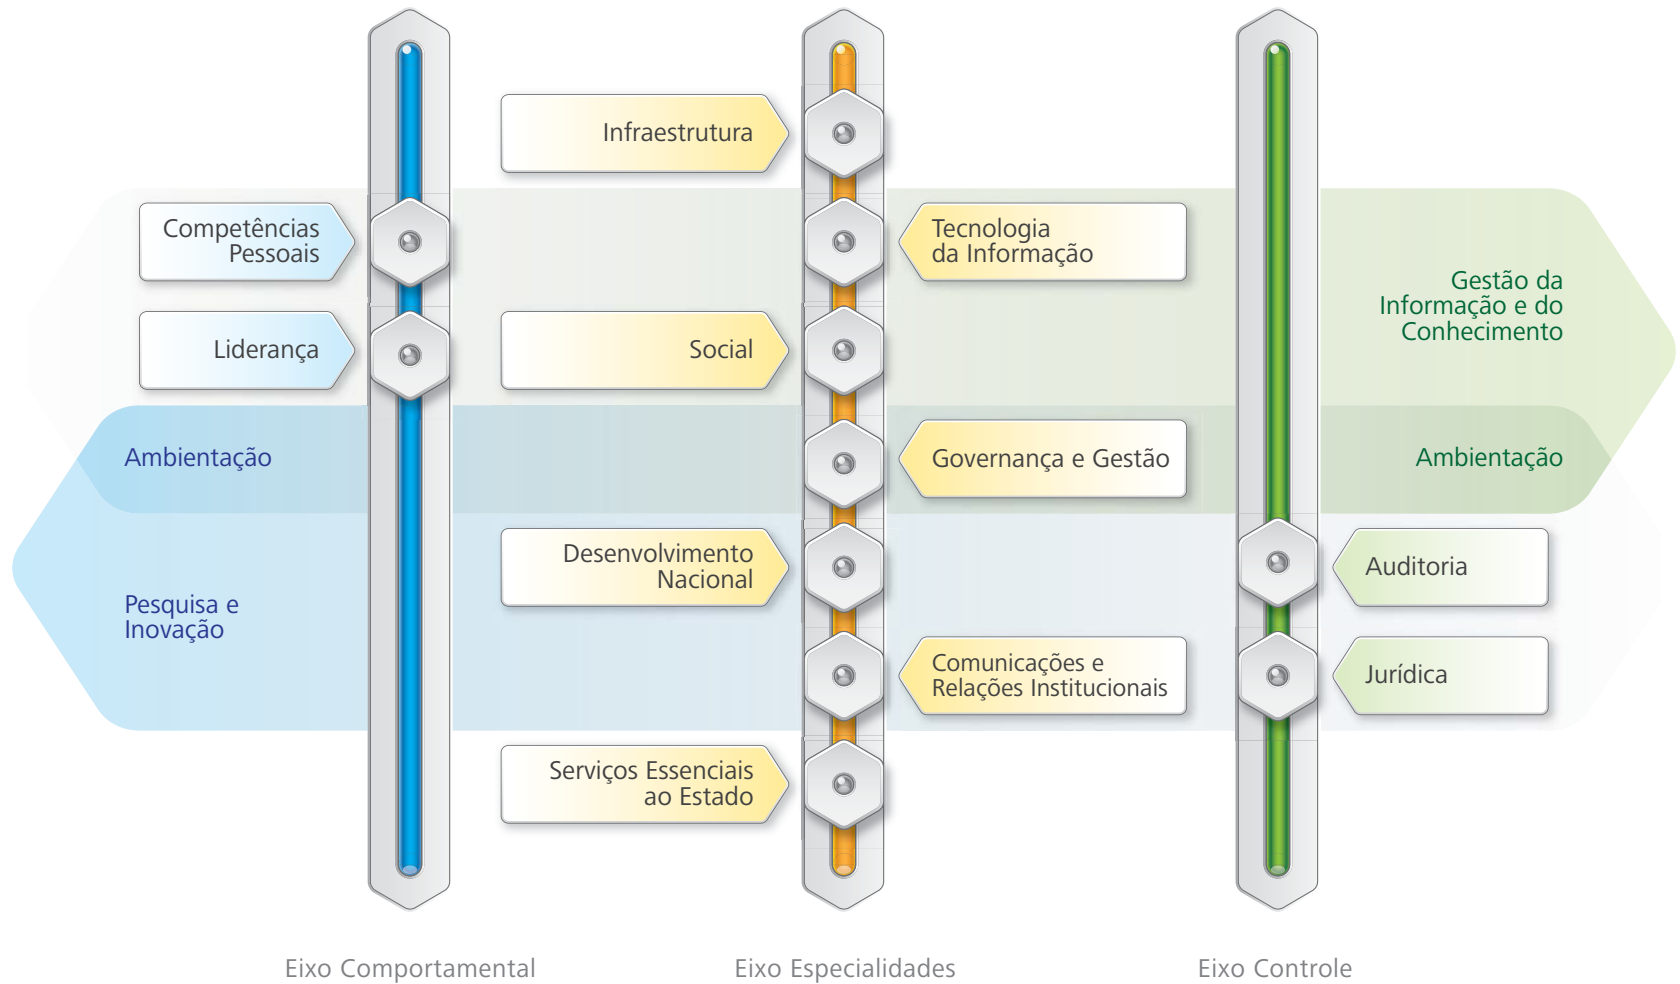 Infraestrutura
Competências
Pessoais
Tecnologia
da Informação
Gestão da
Informação e do
Conhecimento
Liderança
Social
Ambientação
Governança e Gestão
Ambientação
Desenvolvimento
Nacional
Auditoria
Pesquisa e
Inovação
Comunicações e
Relações Institucionais
Jurídica
Serviços Essenciais
ao Estado
Eixo Comportamental
Eixo Especialidades
Eixo Controle